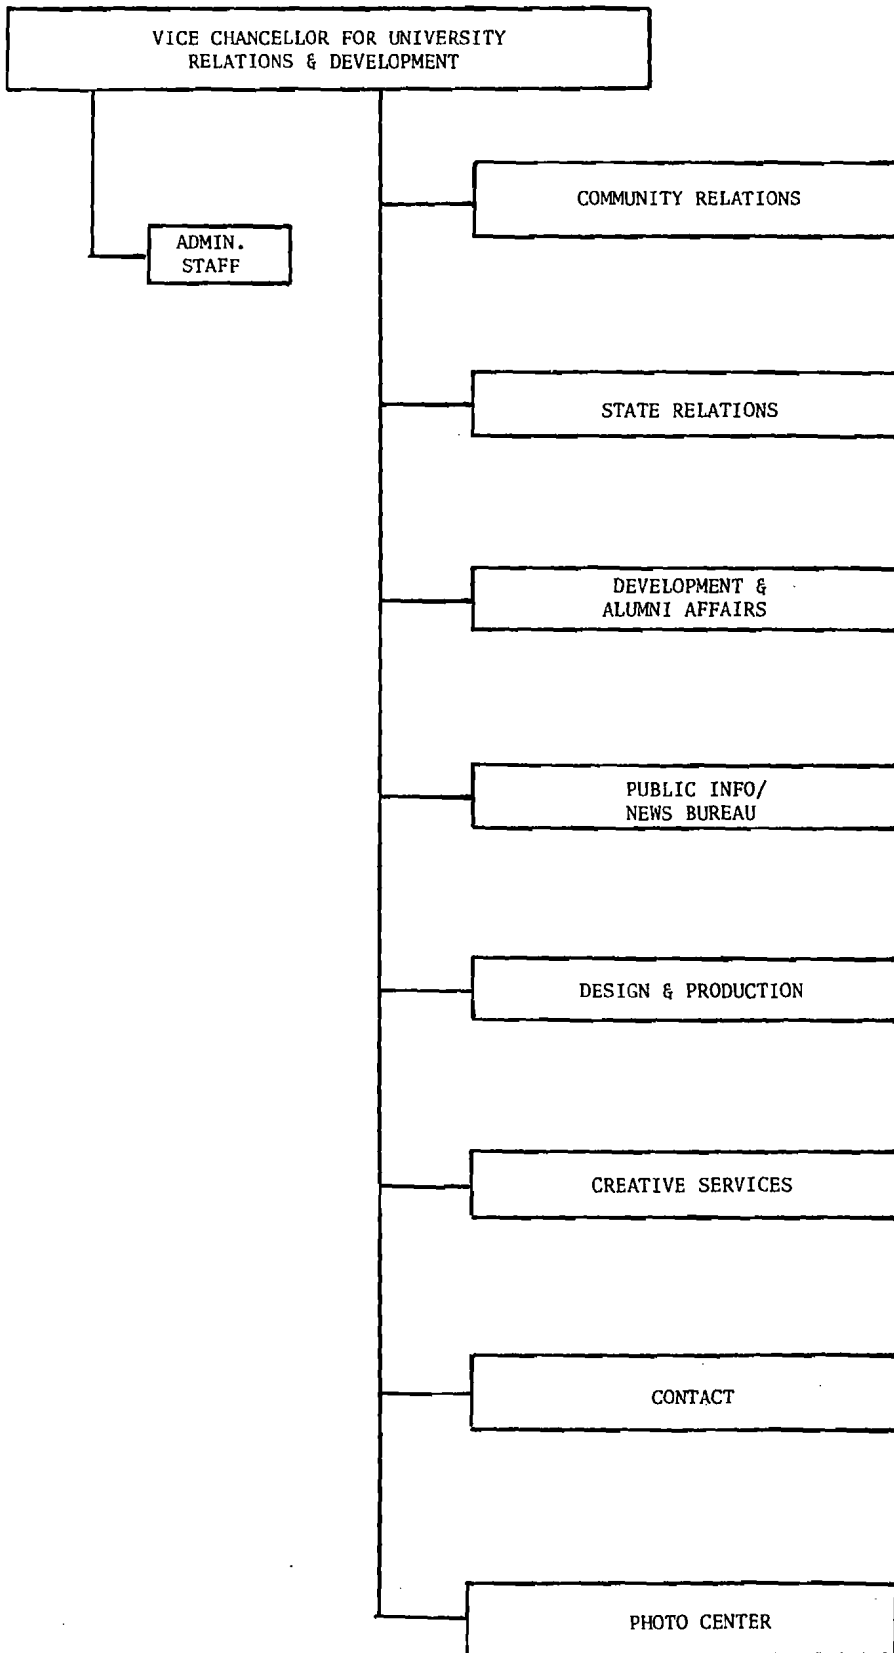 VICE CHANCELLOR FOR UNIVERSITY
RELATIONS & DEVELOPMENT
COMMUNITY RELATIONS
ADMIN.
STAFF
STATE RELATIONS
DEVELOPMENT &
ALUMNI AFFAIRS
PUBLIC INFO/
NEWS BUREAU
DESIGN & PRODUCTION
CREATIVE SERVICES
CONTACT
PHOTO CENTER